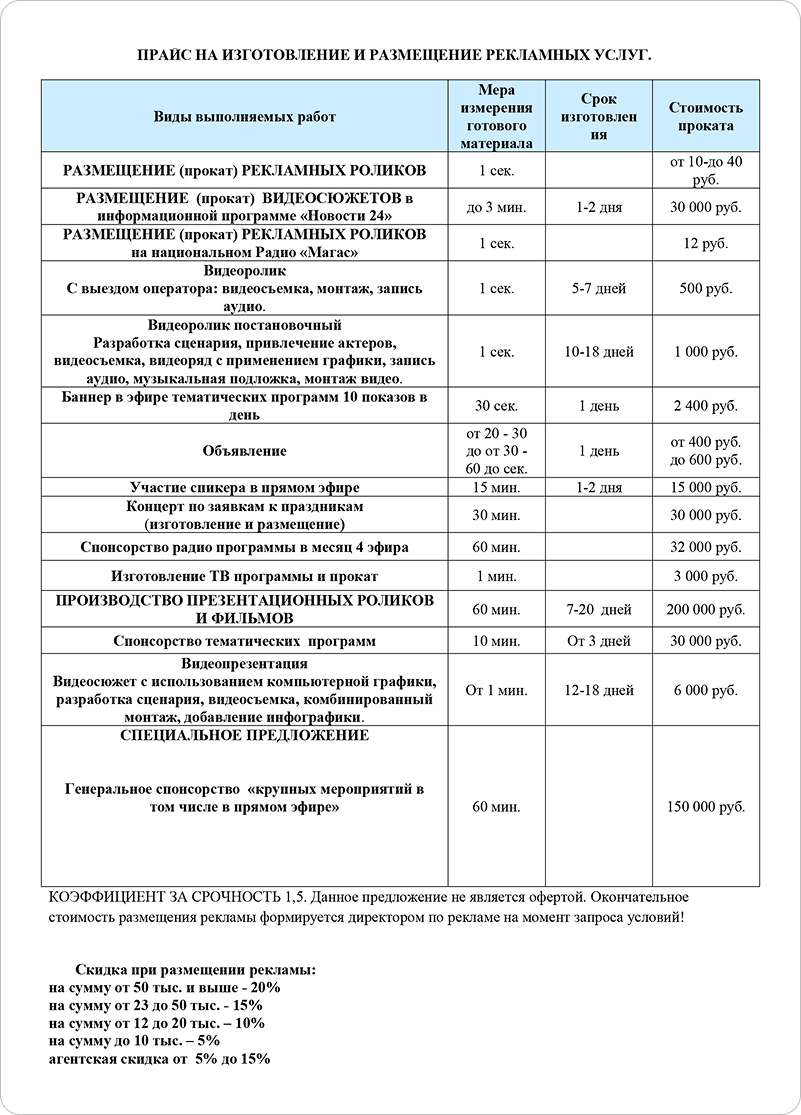 ПРАЙС НА ИЗГОТОВЛЕНИЕ И РАЗМЕЩЕНИЕ РЕКЛАМНЫХ УСЛУГ.
Виды выполняемых работ
Мера
измерения
готового
материала
Срок
изготовлен
ия
Стоимость
проката
РАЗМЕЩЕНИЕ (прокат) РЕКЛАМНЫХ РОЛИКОВ
1 сек.
от 10-до 40
руб.
РАЗМЕЩЕНИЕ (прокат) ВИДЕОСЮЖЕТОВ в
информационной программе «Новости 24»
до 3 мин.
1-2 дня
30 000 руб.
РАЗМЕЩЕНИЕ (прокат) РЕКЛАМНЫХ РОЛИКОВ
на национальном Радио «Магас»
1 сек.
12 руб.
Видеоролик
С выездом оператора: видеосъемка, монтаж, запись
аудио.
1 сек.
5-7 дней
500 руб.
Видеоролик постановочный
Разработка сценария, привлечение актеров,
видеосъемка, видеоряд с применением графики, запись
аудио, музыкальная подложка, монтаж видео.
1 сек.
10-18 дней
1 000 руб.
Баннер в эфире тематических программ 10 показов в
день
30 сек.
1 день
2 400 руб.
Объявление
от 20 - 30
до от 30 -
60 до сек.
1 день
от 400 руб.
до 600 руб.
Участие спикера в прямом эфире
15 мин.
1-2 дня
15 000 руб.
Концерт по заявкам к праздникам
(изготовление и размещение)
30 мин.
30 000 руб.
Спонсорство радио программы в месяц 4 эфира
60 мин.
32 000 руб.
Изготовление ТВ программы и прокат
1 мин.
3 000 руб.
ПРОИЗВОДСТВО ПРЕЗЕНТАЦИОННЫХ РОЛИКОВ
И ФИЛЬМОВ
60 мин.
7-20 дней
200 000 руб.
Спонсорство тематических программ
10 мин.
От 3 дней
30 000 руб.
Видеопрезентация
Видеосюжет с использованием компьютерной графики,
разработка сценария, видеосъемка, комбинированный
монтаж, добавление инфографики.
От 1 мин.
12-18 дней
6 000 руб.
СПЕЦИАЛЬНОЕ ПРЕДЛОЖЕНИЕ
Генеральное спонсорство «крупных мероприятий в
том числе в прямом эфире»
60 мин.
150 000 руб.
КОЭФФИЦИЕНТ ЗА СРОЧНОСТЬ 1,5. Данное предложение не является офертой. Окончательное
стоимость размещения рекламы формируется директором по рекламе на момент запроса условий!
Скидка при размещении рекламы:
на сумму от 50 тыс. и выше - 20%
на сумму от 23 до 50 тыс. - 15%
на сумму от 12 до 20 тыс. – 10%
на сумму до 10 тыс. – 5%
агентская скидка от 5% до 15%